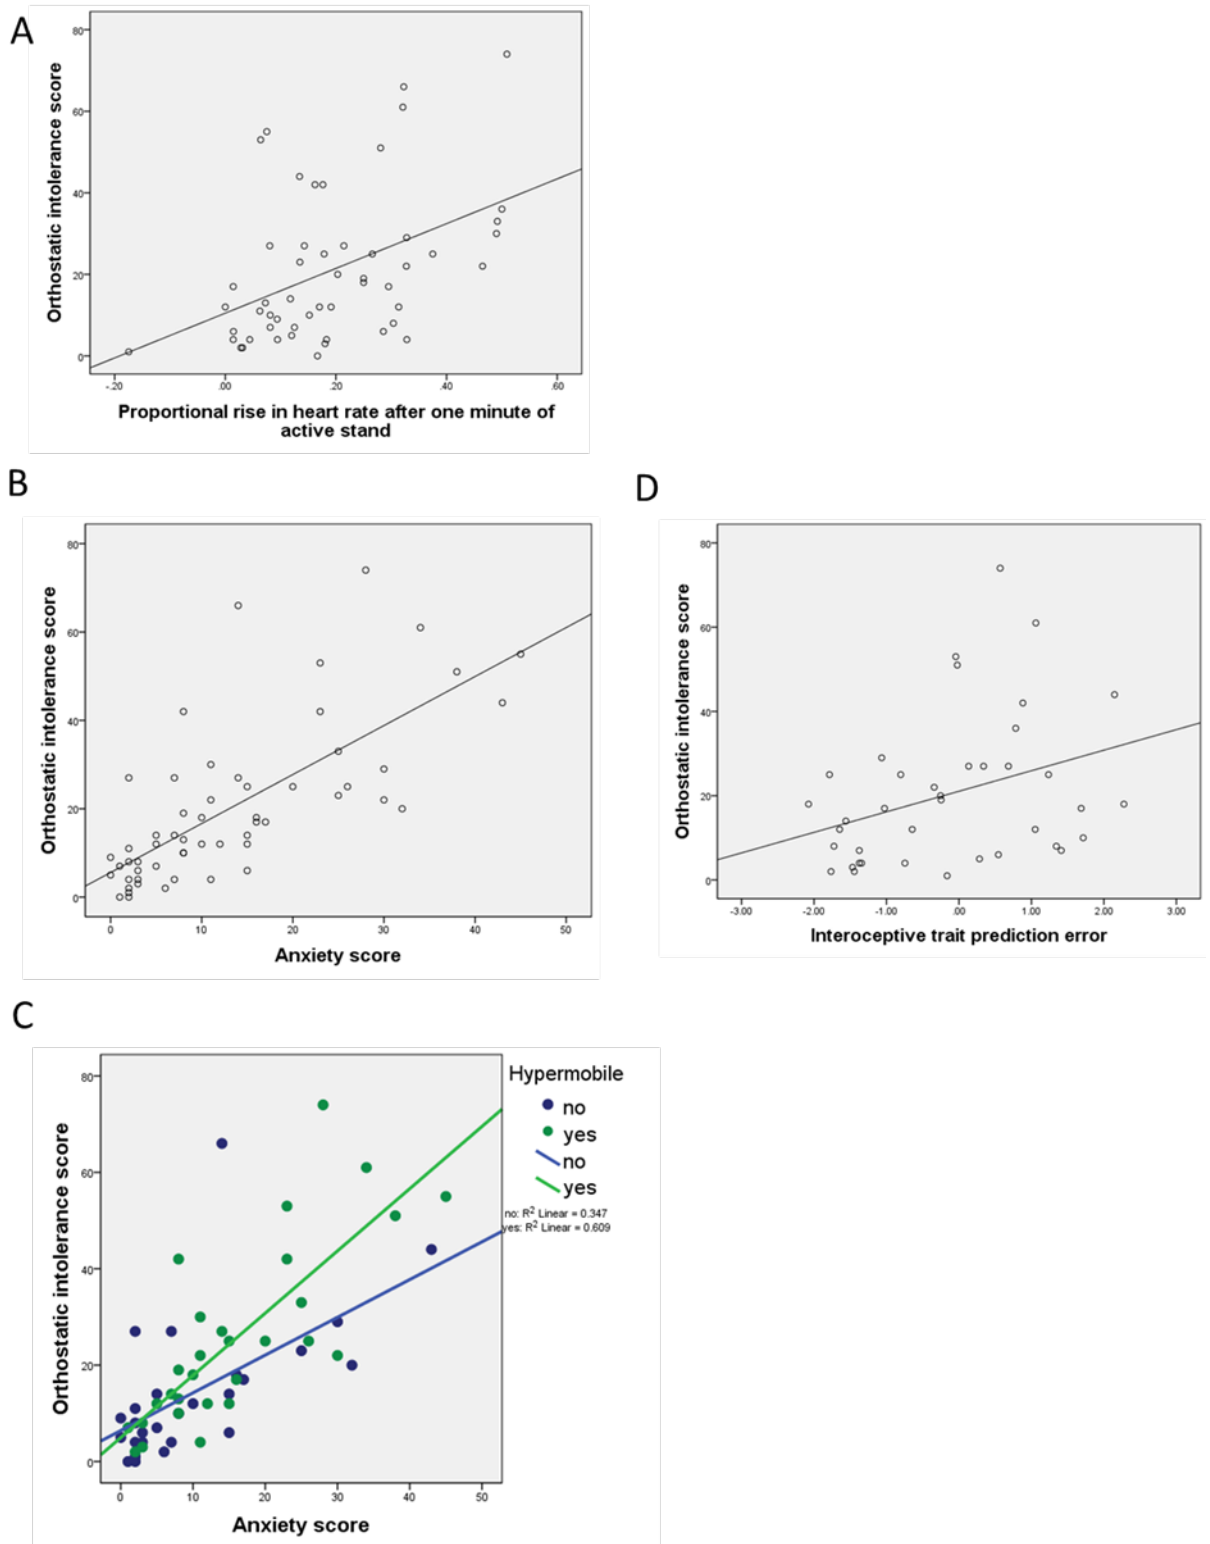 A
Orthostatic intolerance score
80
60
40
20
0
-.20 .00 .20 .40 .60
Proportional rise in heart rate after one minute of
active stand
B
Orthostatic intolerance score
80
60
40
20
0
0 10 20 30 40 50
Anxiety score
D
Orthostatic intolerance score
80
60
40
20
0
-3.00 -2.00 -1.00 .00 1.00 2.00 3.00
Interoceptive trait prediction error
C
Orthostatic intolerance score
80
60
40
20
0
0 10 20 30 40 50
Anxiety score
Hypermobile
no
yes
no
yes
no: R2 Linear = 0.347
yes: R2 Linear = 0.609